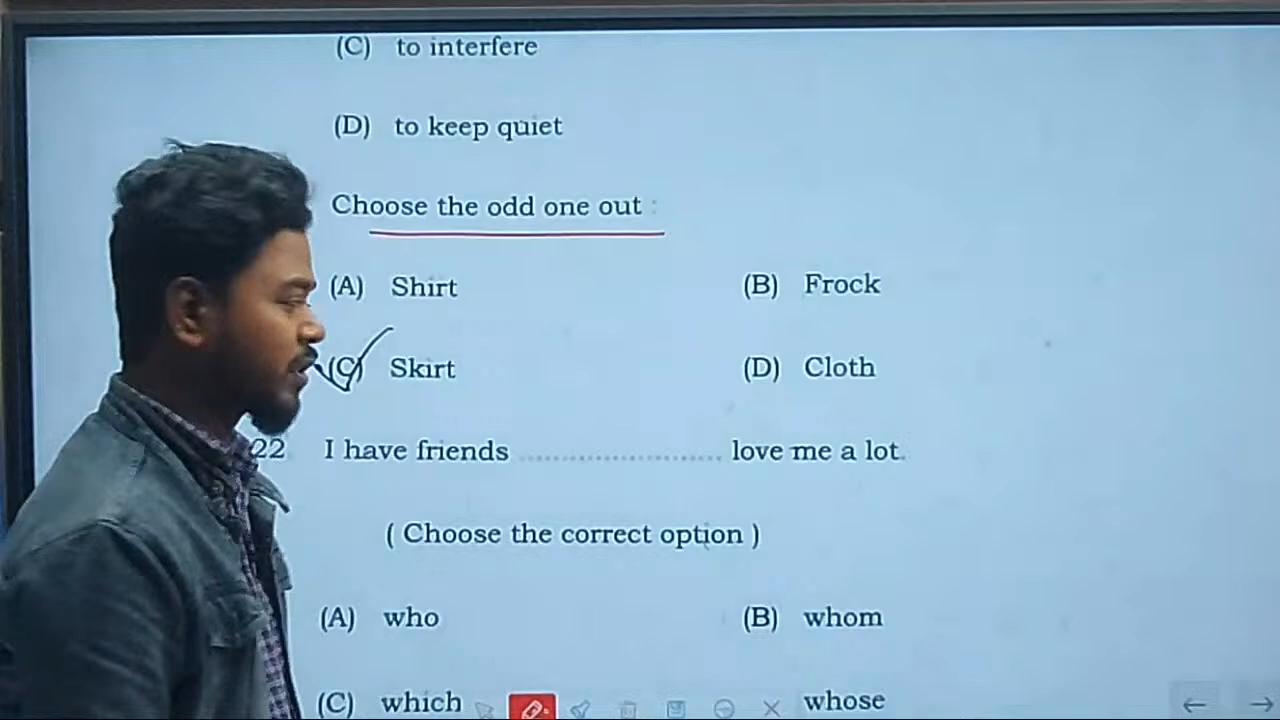 (C) to interfere
(D) to keep quiet
Choose the odd one out :
(A) Shirt (B) Frock
(C) Skirt (D) Cloth
22 I have friends ........................ love me a lot.
( Choose the correct option )
(A) who (B) whom
(C) which whose